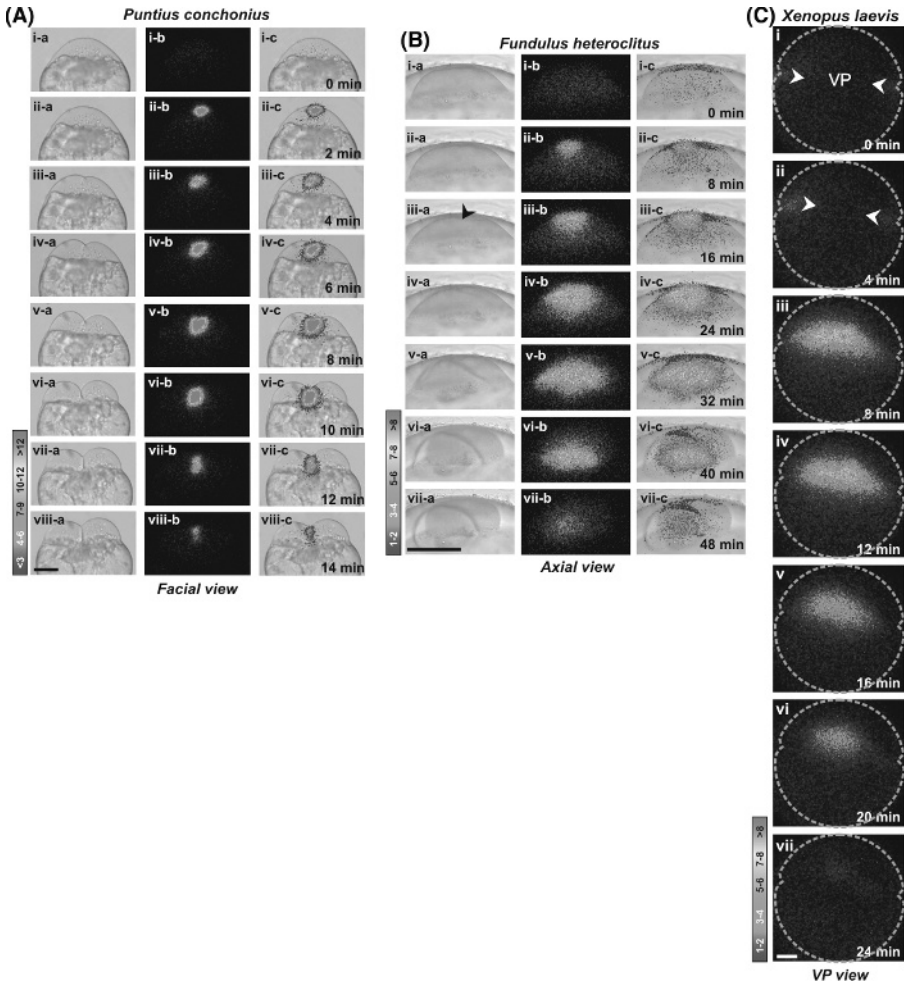 (A)
Puntius conchonius
i-a
i-b
i-c
0 min
ii-a
ii-b
ii-c
2 min
iii-a
iii-b
iii-c
4 min
iv-a
iv-b
iv-c
6 min
v-a
v-b
v-c
8 min
vi-a
vi-b
vi-c
10 min
vii-a
vii-b
vii-c
12 min
viii-a
viii-b
viii-c
14 min
<3 4-6 7-9 10-12 >12
Facial view
(B)
Fundulus heteroclitus
i-a
i-b
i-c
0 min
ii-a
ii-b
ii-c
8 min
iii-a
iii-b
iii-c
16 min
iv-a
iv-b
iv-c
24 min
v-a
v-b
v-c
32 min
vi-a
vi-b
vi-c
40 min
vii-a
vii-b
vii-c
48 min
1-2 3-4 5-6 7-8 >8
Axial view
(C)
Xenopus laevis
i
VP
0 min
ii
4 min
iii
8 min
iv
12 min
v
16 min
vi
20 min
vii
24 min
1-2 3-4 5-6 7-8 >8
VP view